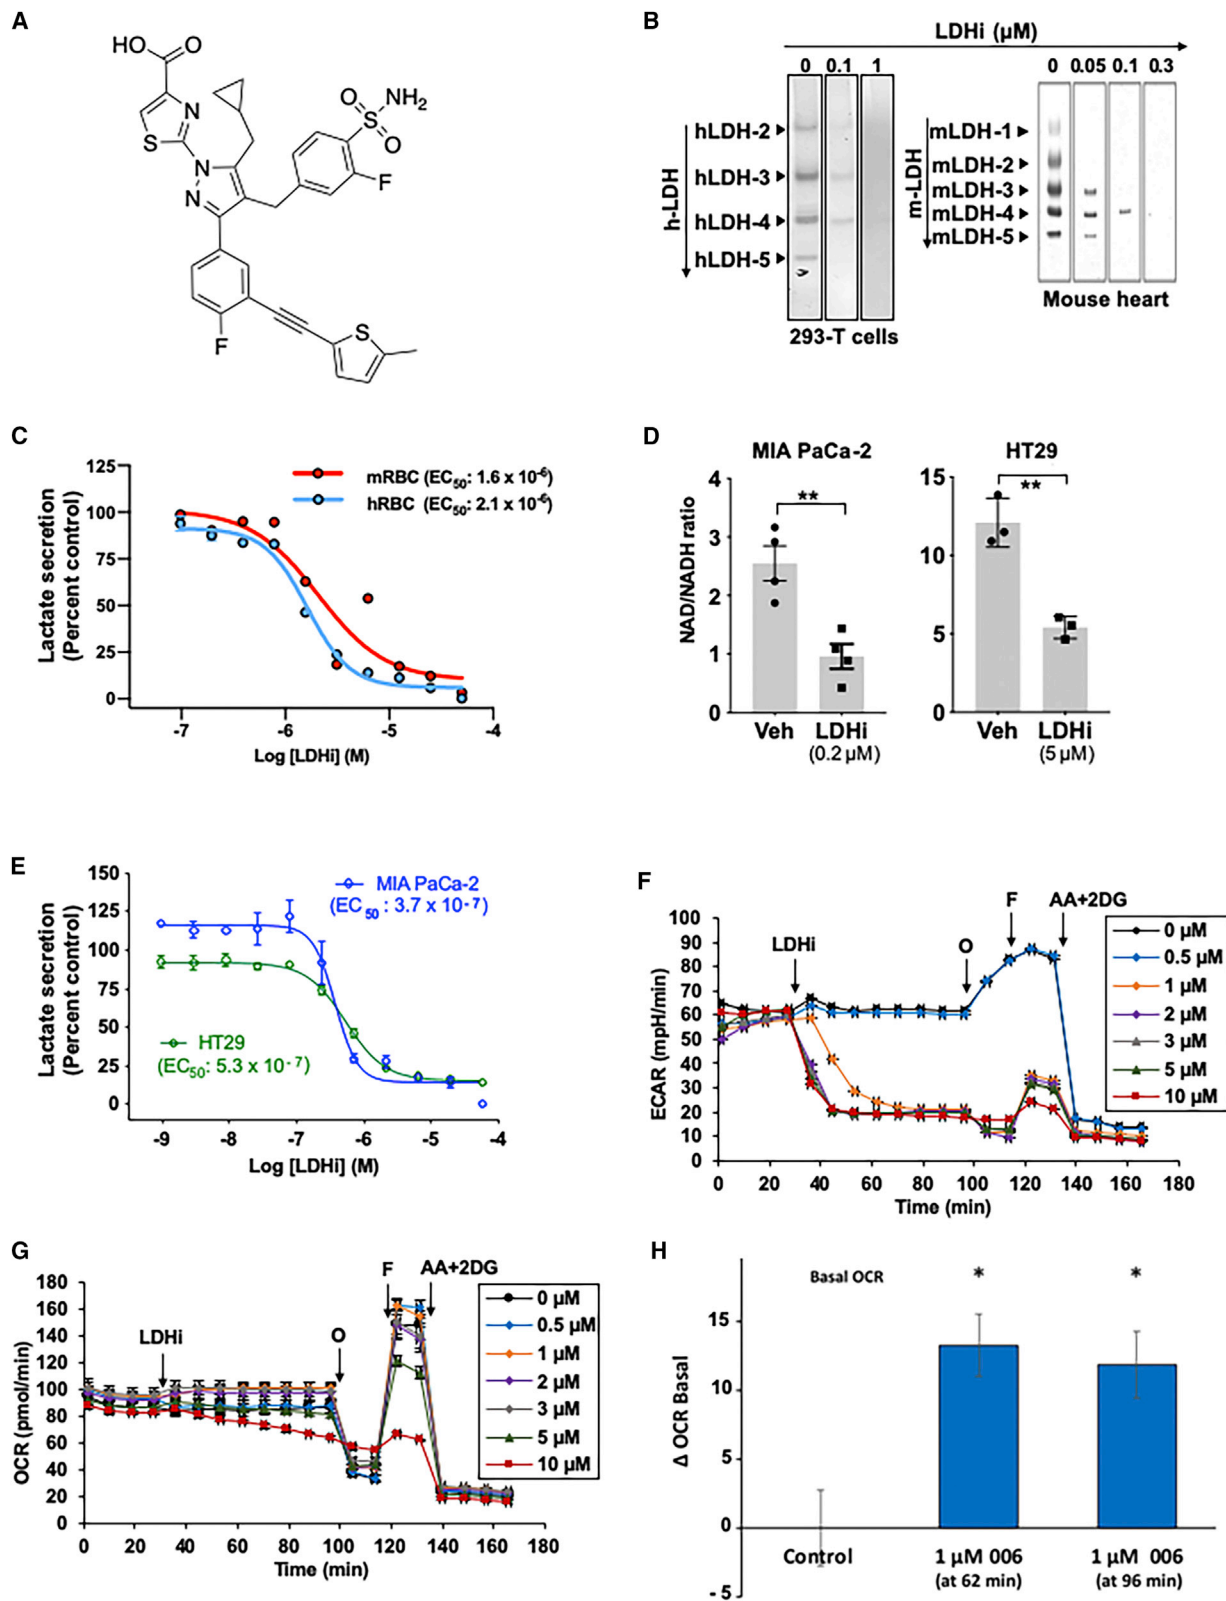 A
HO
O
N
S
N
N
O
S
NH₂
O
F
F
S
B
LDHi (µM)
0 0.1 1
0 0.05 0.1 0.3
h-LDH
hLDH-2
hLDH-3
hLDH-4
hLDH-5
293-T cells
m-LDH
mLDH-1
mLDH-2
mLDH-3
mLDH-4
mLDH-5
Mouse heart
C
Lactate secretion
(Percent control)
125
100
75
50
25
0
mRBC (EC₅₀: 1.6 x 10⁻⁶)
hRBC (EC₅₀: 2.1 x 10⁻⁶)
-7 -6 -5 -4
Log [LDHi] (M)
D
MIA PaCa-2
NAD/NADH ratio
4
3
2
1
0
**
Veh LDHi
(0.2 µM)
HT29
15
10
5
0
**
Veh LDHi
(5 µM)
E
Lactate secretion
(Percent control)
150
125
100
75
50
25
0
MIA PaCa-2
(EC₅₀: 3.7 x 10⁻⁷)
HT29
(EC₅₀: 5.3 x 10⁻⁷)
-9 -8 -7 -6 -5 -4
Log [LDHi] (M)
F
ECAR (mpH/min)
100
90
80
70
60
50
40
30
20
10
0
LDHi
O
F
AA+2DG
0 µM
0.5 µM
1 µM
2 µM
3 µM
5 µM
10 µM
0 20 40 60 80 100 120 140 160 180
Time (min)
G
OCR (pmol/min)
180
160
140
120
100
80
60
40
20
0
LDHi
O
F
AA+2DG
0 µM
0.5 µM
1 µM
2 µM
3 µM
5 µM
10 µM
0 20 40 60 80 100 120 140 160 180
Time (min)
H
Δ OCR Basal
15
10
5
0
- 5
Basal OCR
*
*
Control
1 µM 006
(at 62 min)
1 µM 006
(at 96 min)